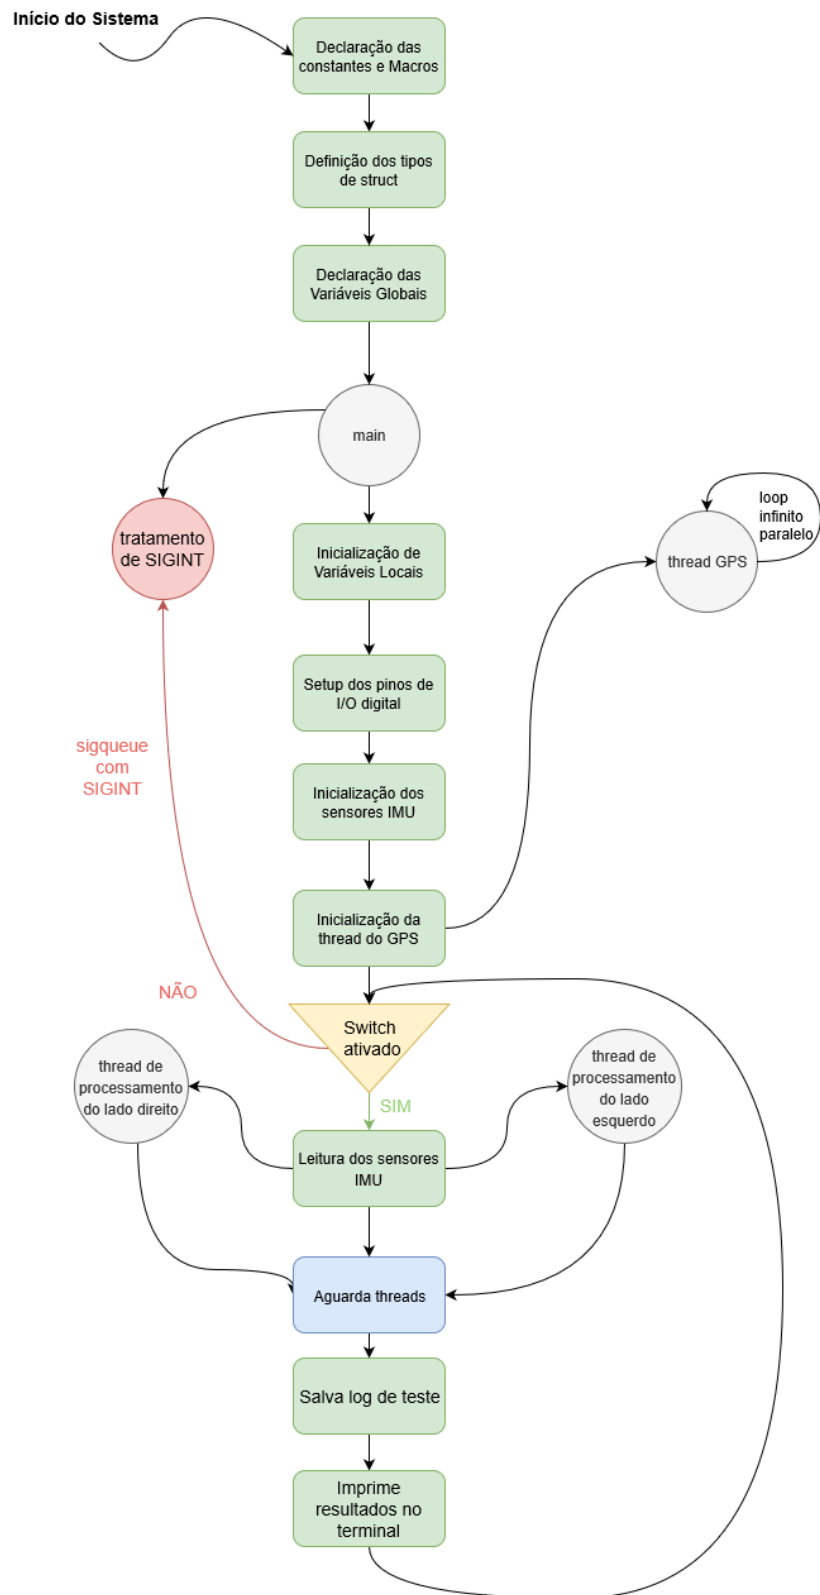 Início do Sistema
Declaração das
constantes e Macros
Definição dos tipos
de struct
Declaração das
Variáveis Globais
main
tratamento
de SIGINT
Inicialização de
Variáveis Locais
loop
infinito
paralelo
thread GPS
Setup dos pinos de
I/O digital
sigqueue
com
SIGINT
Inicialização dos
sensores IMU
Inicialização da
thread do GPS
NÃO
Switch
ativado
thread de
processamento
do lado direito
thread de
processamento
do lado
esquerdo
SIM
Leitura dos sensores
IMU
Aguarda threads
Salva log de teste
Imprime
resultados no
terminal